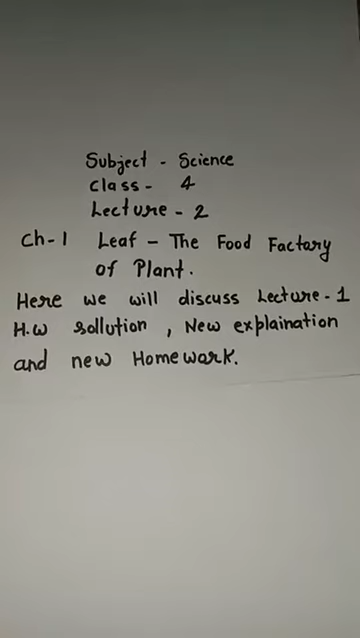 Subject - Science
class - 4
Lecture - 2
Ch-1 Leaf - The Food Factory
of Plant.
Here we will discuss Lecture-1
H.W sollution, New explaination
and new Homework.